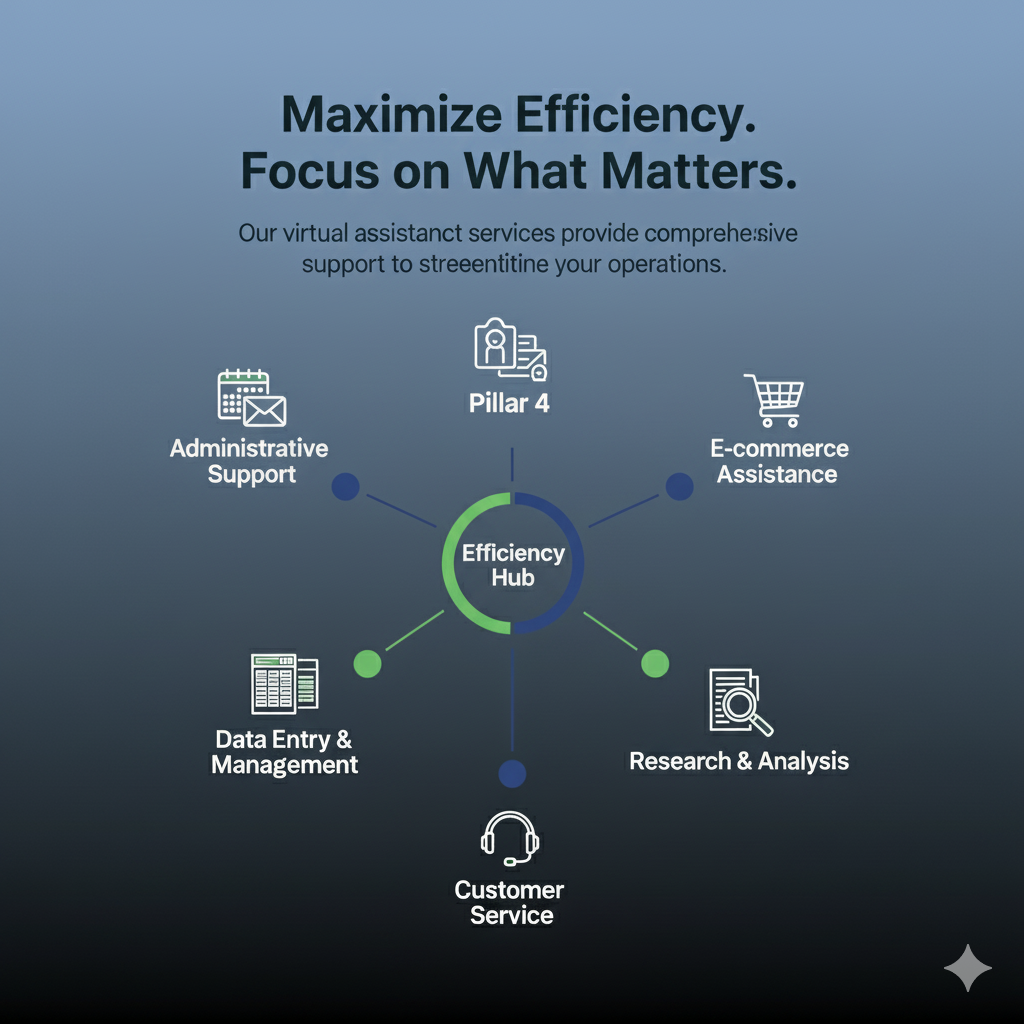 Maximize Efficiency.
Focus on What Matters.
Our virtual assistanct services provide comprehe:sive
support to streeentitine your operations.
Pillar 4
Administrative
Support
E-commerce
Assistance
Efficiency
Hub
Data Entry &
Management
Research & Analysis
Customer
Service